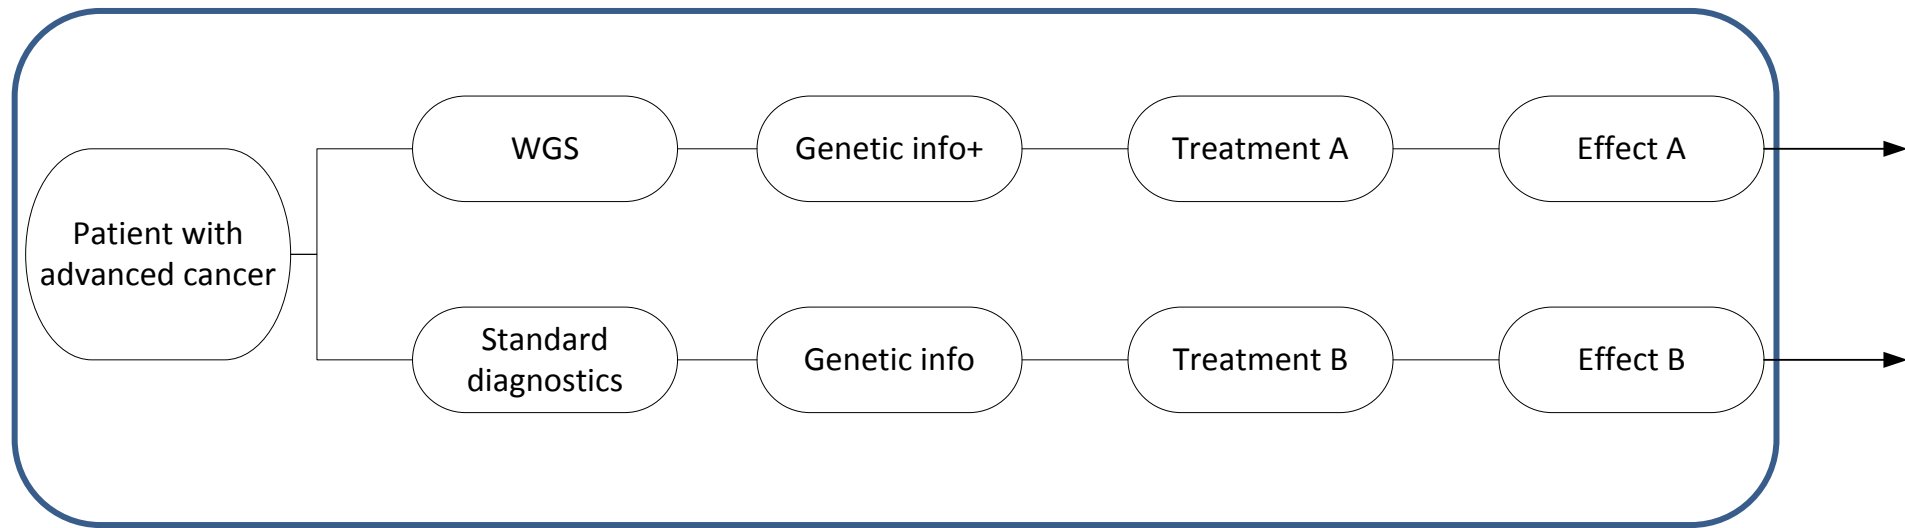 Patient with
advanced cancer
WGS
Genetic info+
Treatment A
Effect A
Standard
diagnostics
Genetic info
Treatment B
Effect B